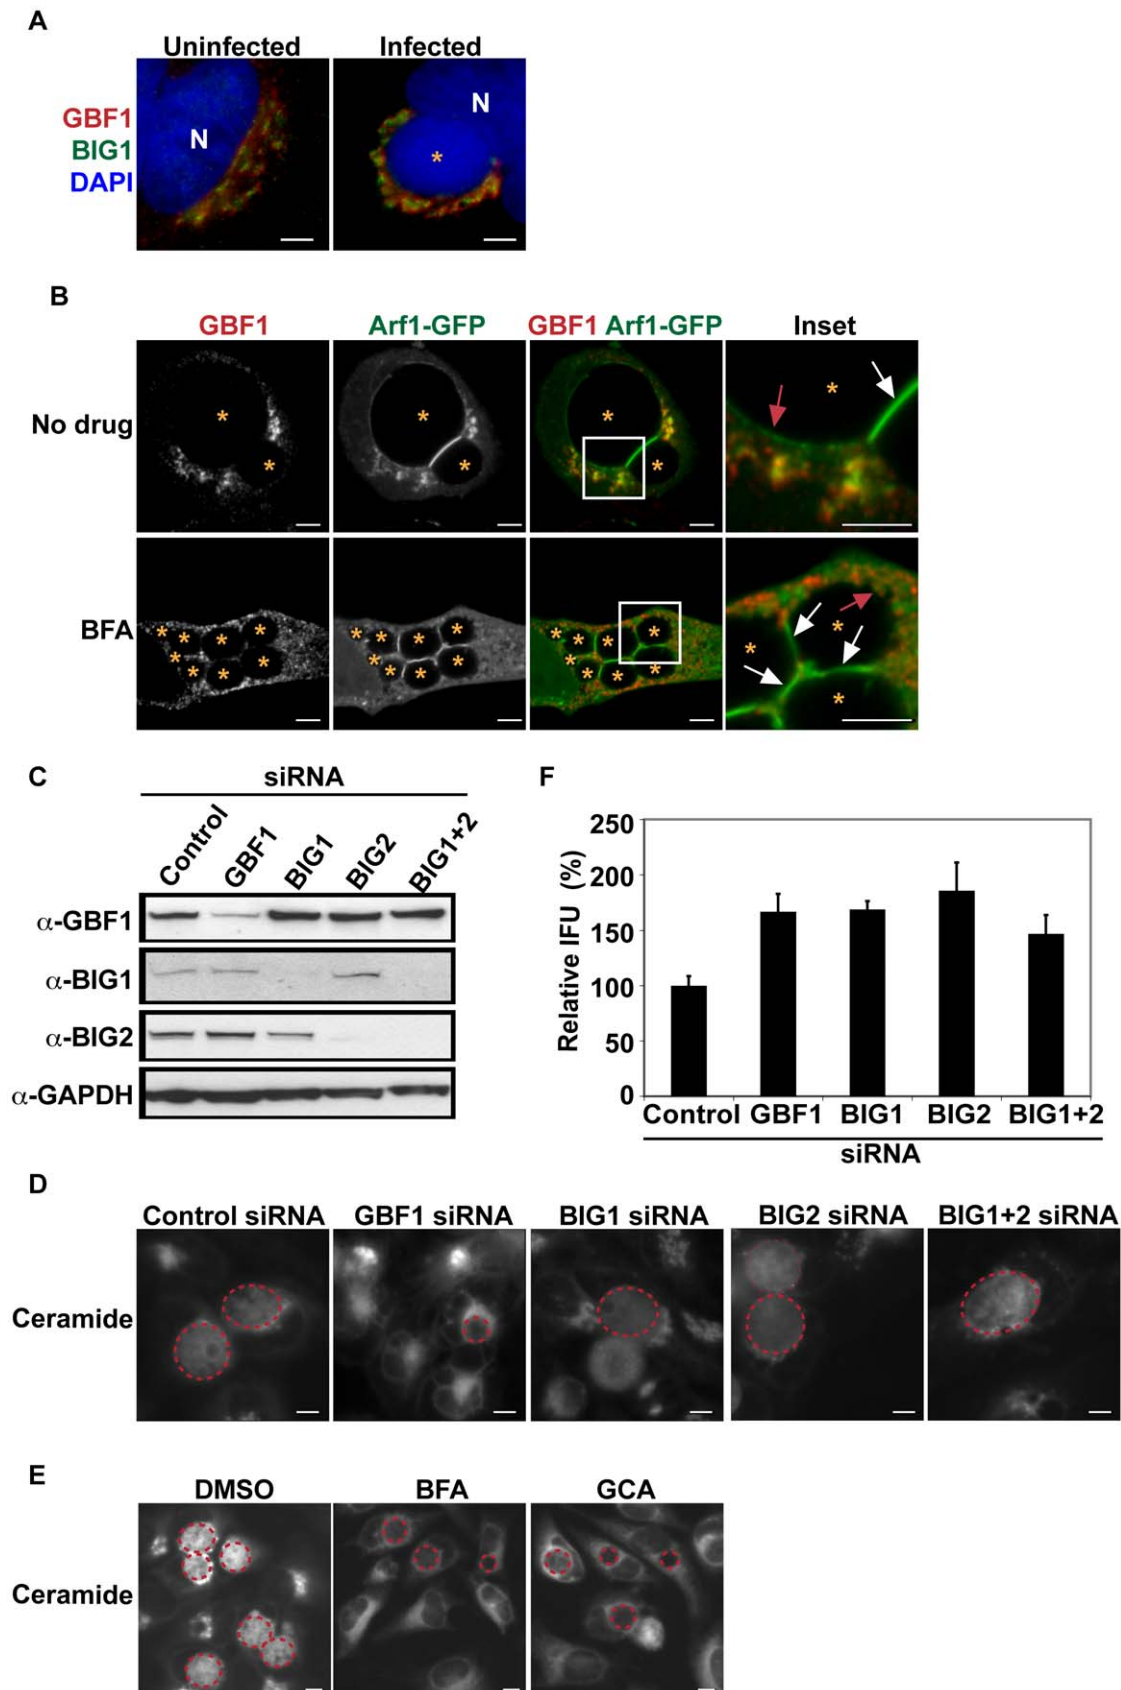 A
Uninfected Infected
GBF1
BIG1
DAPI
N
*
N
B
GBF1 Arf1-GFP GBF1 Arf1-GFP Inset
No drug
* * * * * * *
BFA
* * * * * * * *
* * * * * * * *
* * * * * * * *
* * *
C
siRNA
Control GBF1 BIG1 BIG2 BIG1+2
α-GBF1
α-BIG1
α-BIG2
α-GAPDH
F
Relative IFU (%)
250
200
150
100
50
0
Control GBF1 BIG1 BIG2 BIG1+2
siRNA
D
Control siRNA GBF1 siRNA BIG1 siRNA BIG2 siRNA BIG1+2 siRNA
Ceramide
E
DMSO BFA GCA
Ceramide